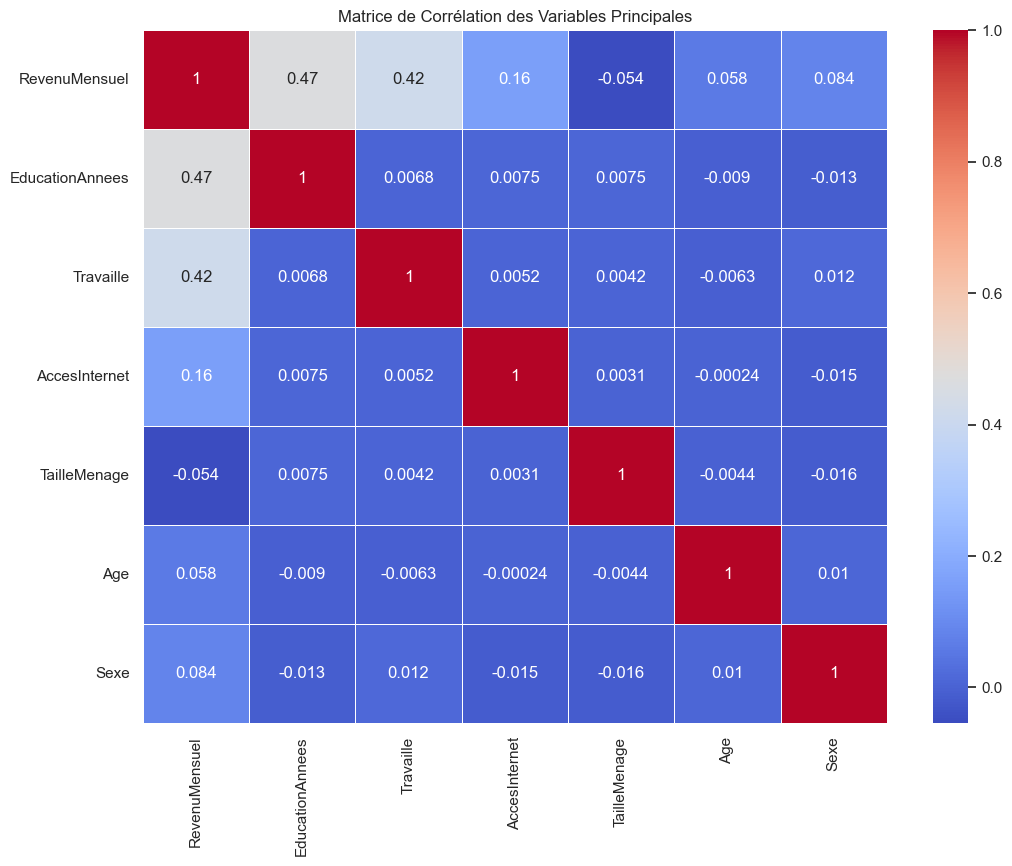 Matrice de Corrélation des Variables Principales
RevenuMensuel 1 0.47 0.42 0.16 -0.054 0.058 0.084
EducationAnnees 0.47 1 0.0068 0.0075 0.0075 -0.009 -0.013
Travaille 0.42 0.0068 1 0.0052 0.0042 -0.0063 0.012
AccesInternet 0.16 0.0075 0.0052 1 0.0031 -0.00024 -0.015
TailleMenage -0.054 0.0075 0.0042 0.0031 1 -0.0044 -0.016
Age 0.058 -0.009 -0.0063 -0.00024 -0.0044 1 0.01
Sexe 0.084 -0.013 0.012 -0.015 -0.016 0.01 1
RevenuMensuel
EducationAnnees
Travaille
AccesInternet
TailleMenage
Age
Sexe
1.0
0.8
0.6
0.4
0.2
0.0